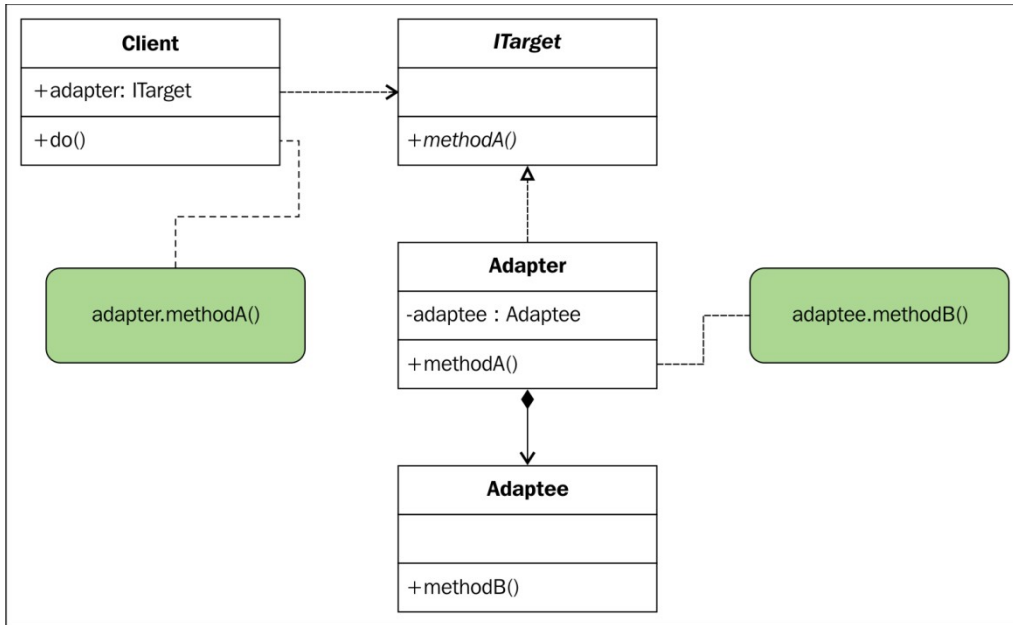 Client
+adapter: ITarget
+do()
ITarget
+methodA()
adapter.methodA()
Adapter
-adaptee : Adaptee
+methodA()
adaptee.methodB()
Adaptee
+methodB()